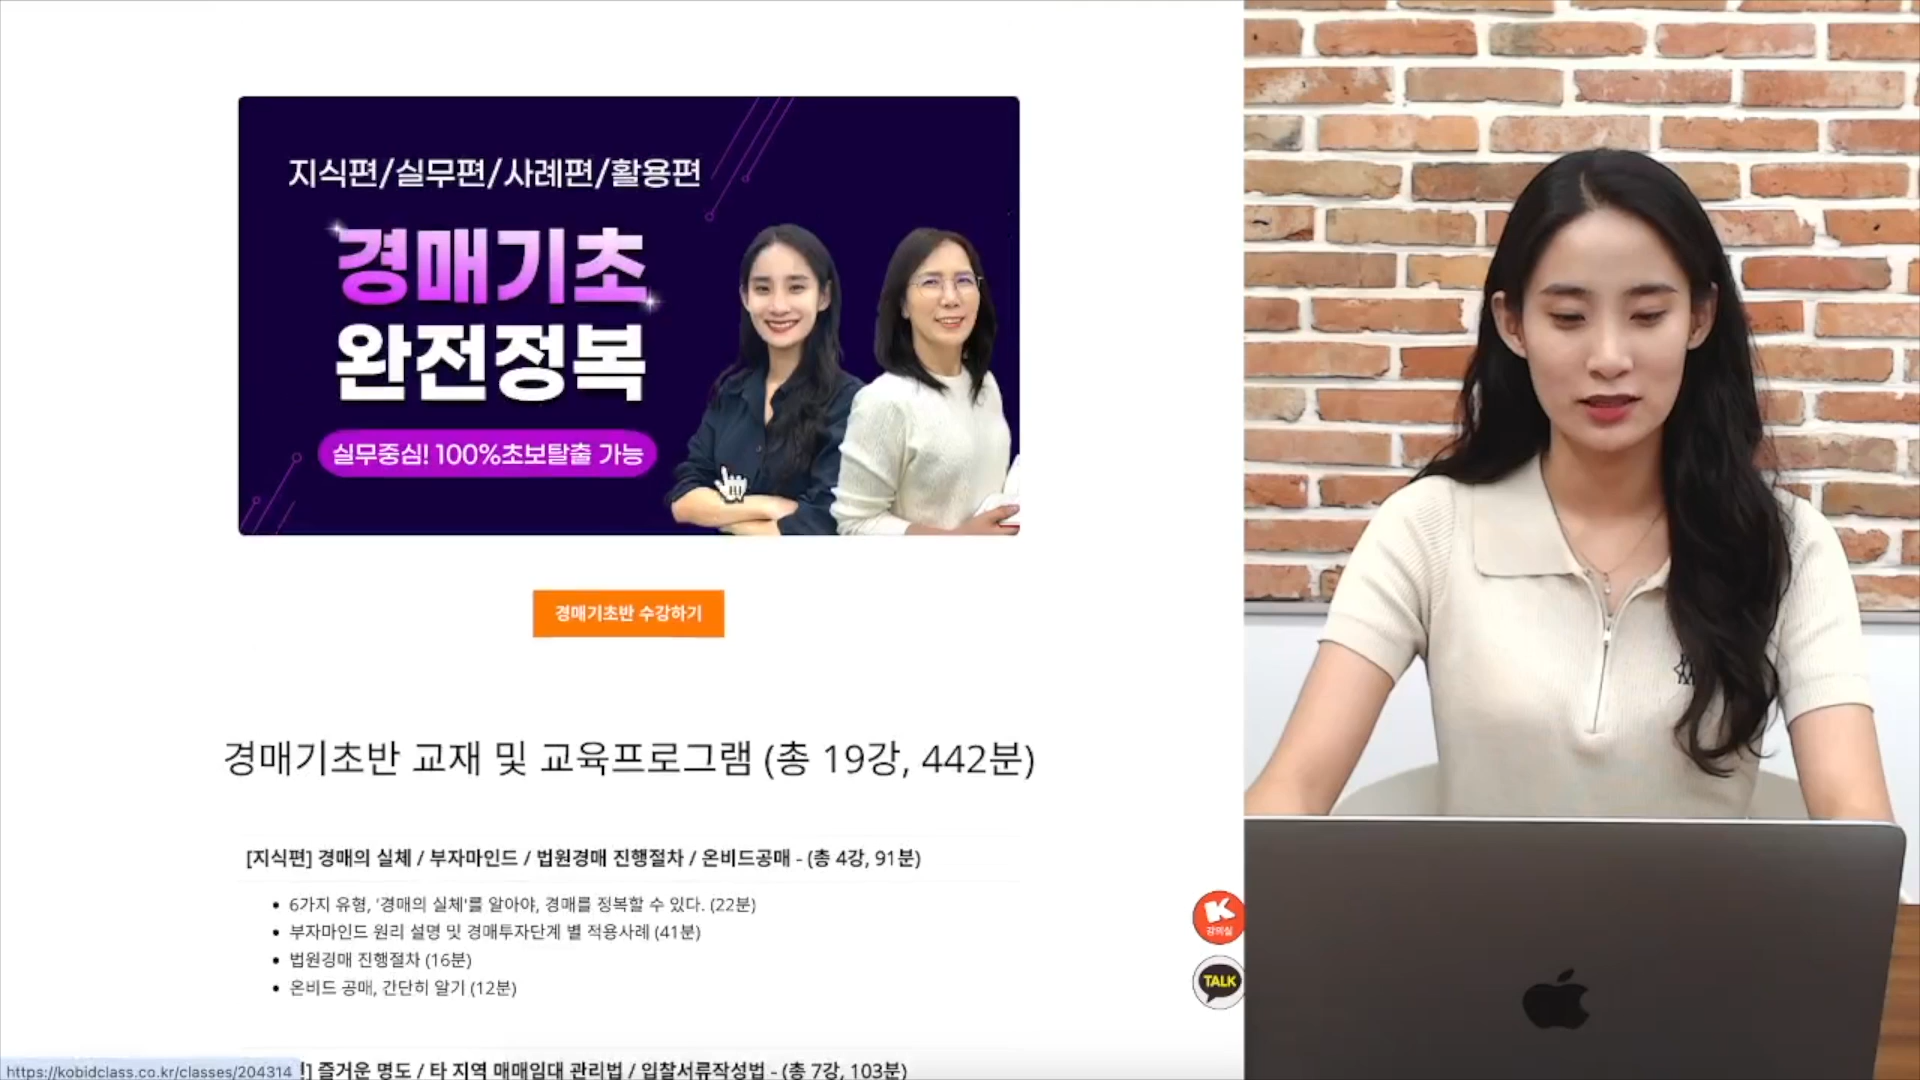 지식편/실무편/사례편/활용편
경매기초
완전정복
실무중심! 100%초보탈출 가능
경매기초반 수강하기
경매기초반 교재 및 교육프로그램 (총 19강, 442분)
[지식편] 경매의 실체 / 부자마인드 / 법원경매 진행절차 / 온비드공매 - (총 4강, 91분)
• 6가지 유형, '경매의 실체'를 알아야, 경매를 정복할 수 있다. (22분)
• 부자마인드 원리 설명 및 경매투자단계 별 적용사례 (41분)
• 법원경매 진행절차 (16분)
• 온비드 공매, 간단히 알기 (12분)
K
강의실
TALK
] 즐거운 명도 / 타 지역 매매임대 관리법 / 입찰서류작성법 - (총 7강, 103분)
https://kobidclass.co.kr/classes/204314